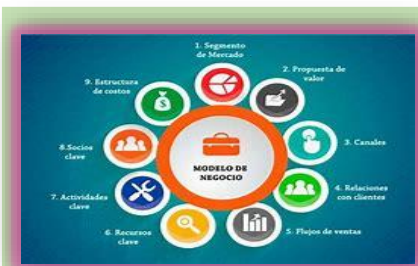 1. Segmento
de Mercado
2. Propuesta de
valor
3. Canales
4. Relaciones
con clientes
5. Flujos de ventas
6. Recursos
clave
7. Actividades
clave
8.Socios
clave
9. Estructura
de costos
MODELO DE
NEGOCIO